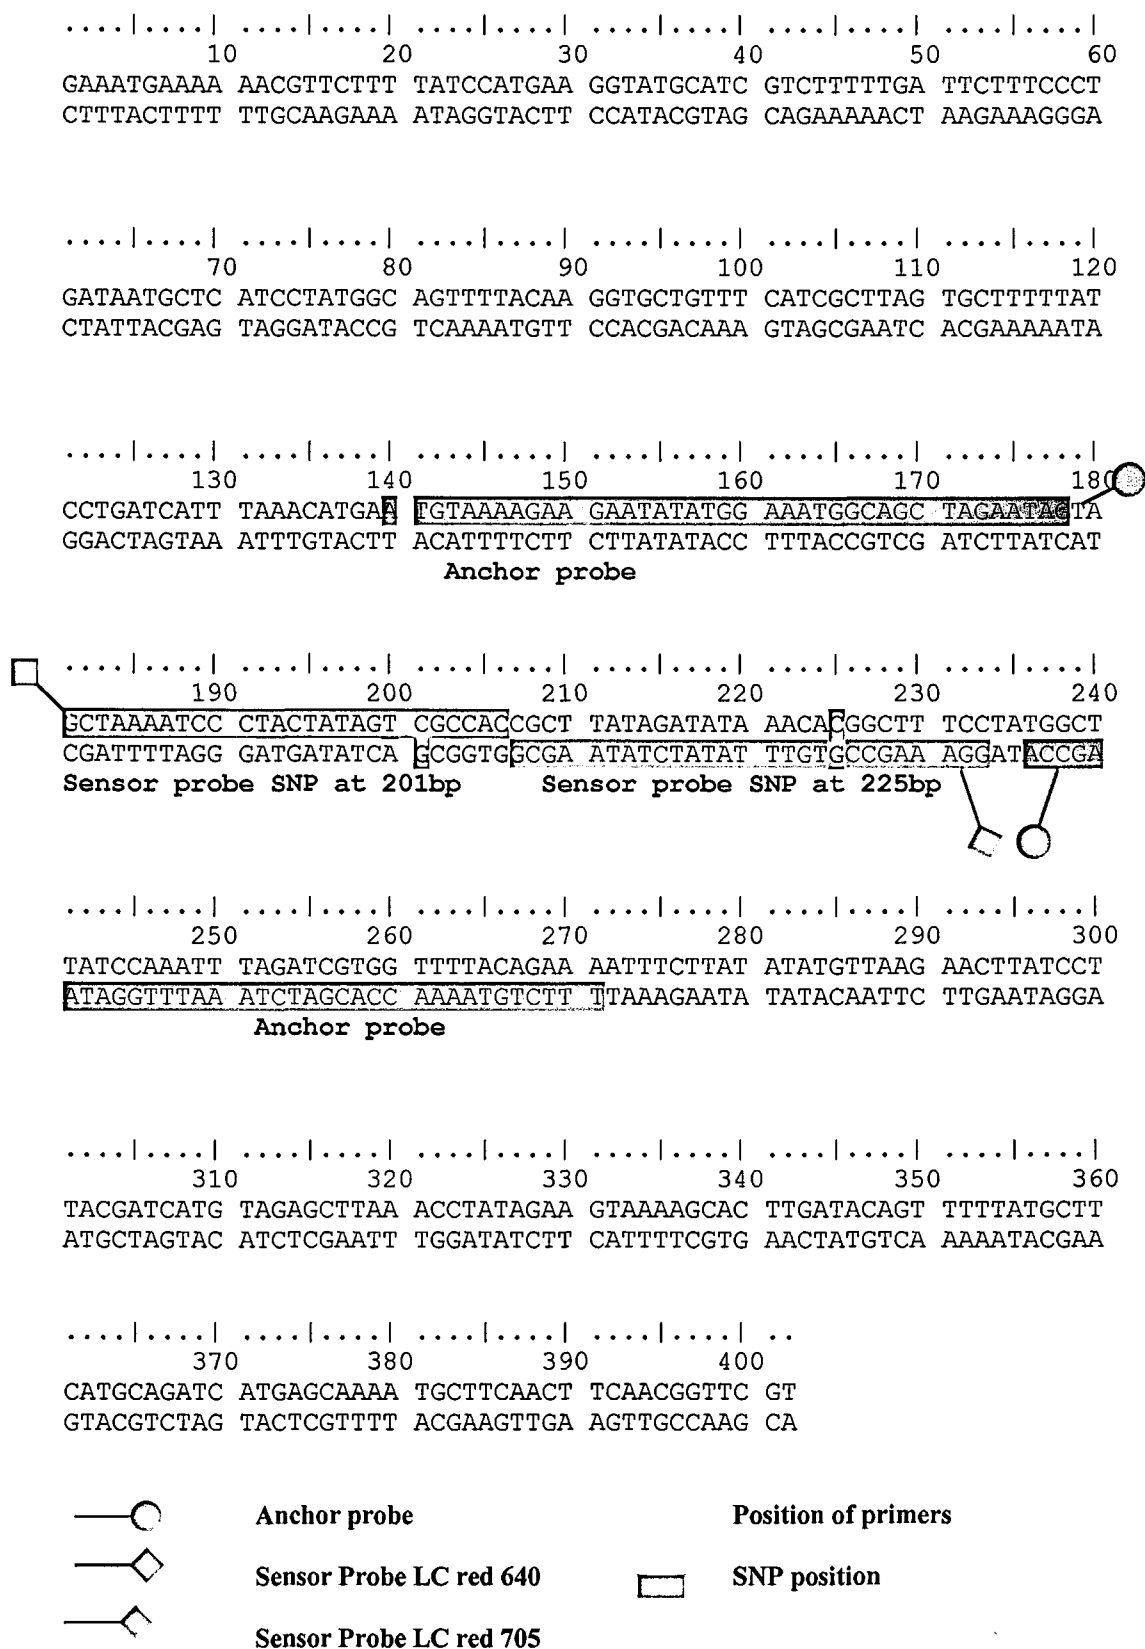 ....|....| ....|....| ....|....| ....|....| ....|....| ....|....|
10 20 30 40 50 60
GAAATGAAAA AACGTTCTTT TATCCATGAA GGTATGCATC GTCTTTTTGA TTCTTTCCCT
CTTTACTTTT TTGCAAGAAA ATAGGTACTT CCATACGTAG CAGAAAAACT AAGAAAGGGA
....|....| ....|....| ....|....| ....|....| ....|....| ....|....|
70 80 90 100 110 120
GATAATGCTC ATCCTATGGC AGTTTTACAA GGTGCTGTTT CATCGCTTAG TGCTTTTTAT
CTATTACGAG TAGGATACCG TCAAAATGTT CCACGACAAA GTAGCGAATC ACGAAAAATA
....|....| ....|....| ....|....| ....|....| ....|....| ....|....|
130 140 150 160 170 180
CCTGATCATT TAAACATGAA TGTAAAAGAA GAATATATGG AAATGGCAGC TAGAATAGTA
GGACTAGTAA ATTTGTACTT ACATTTTCTT CTTATATACC TTTACCGTCG ATCTTATCAT
Anchor probe
....|....| ....|....| ....|....| ....|....| ....|....| ....|....|
190 200 210 220 230 240
GCTAAAATCC CTACTATAGT CGCCACCGCT TATAGATATA AACACGGCTT TCCTATGGCT
CGATTTTAGG GATGATATCA GCGGTGGCGA ATATCTATAT TTGTGCCGAA AGGATACCGA
Sensor probe SNP at 201bp Sensor probe SNP at 225bp
....|....| ....|....| ....|....| ....|....| ....|....| ....|....|
250 260 270 280 290 300
TATCCAAATT TAGATCGTGG TTTTACAGAA AATTTCTTAT ATATGTTAAG AACTTATCCT
ATAGGTTTAA ATCTAGCACC AAAATGTCTT TTAAAGAATA TATACAATTC TTGAATAGGA
Anchor probe
....|....| ....|....| ....|....| ....|....| ....|....| ....|....|
310 320 330 340 350 360
TACGATCATG TAGAGCTTAA ACCTATAGAA GTAAAAGCAC TTGATACAGT TTTTATGCTT
ATGCTAGTAC ATCTCGAATT TGGATATCTT CATTTTCGTG AACTATGTCA AAAATACGAA
....|....| ....|....| ....|....| ....|....| ..
370 380 390 400
CATGCAGATC ATGAGCAAAA TGCTTCAACT TCAACGGTTC GT
GTACGTCTAG TACTCGTTTT ACGAAGTTGA AGTTGCCAAG CA
Anchor probe Position of primers
Sensor Probe LC red 640 SNP position
Sensor Probe LC red 705